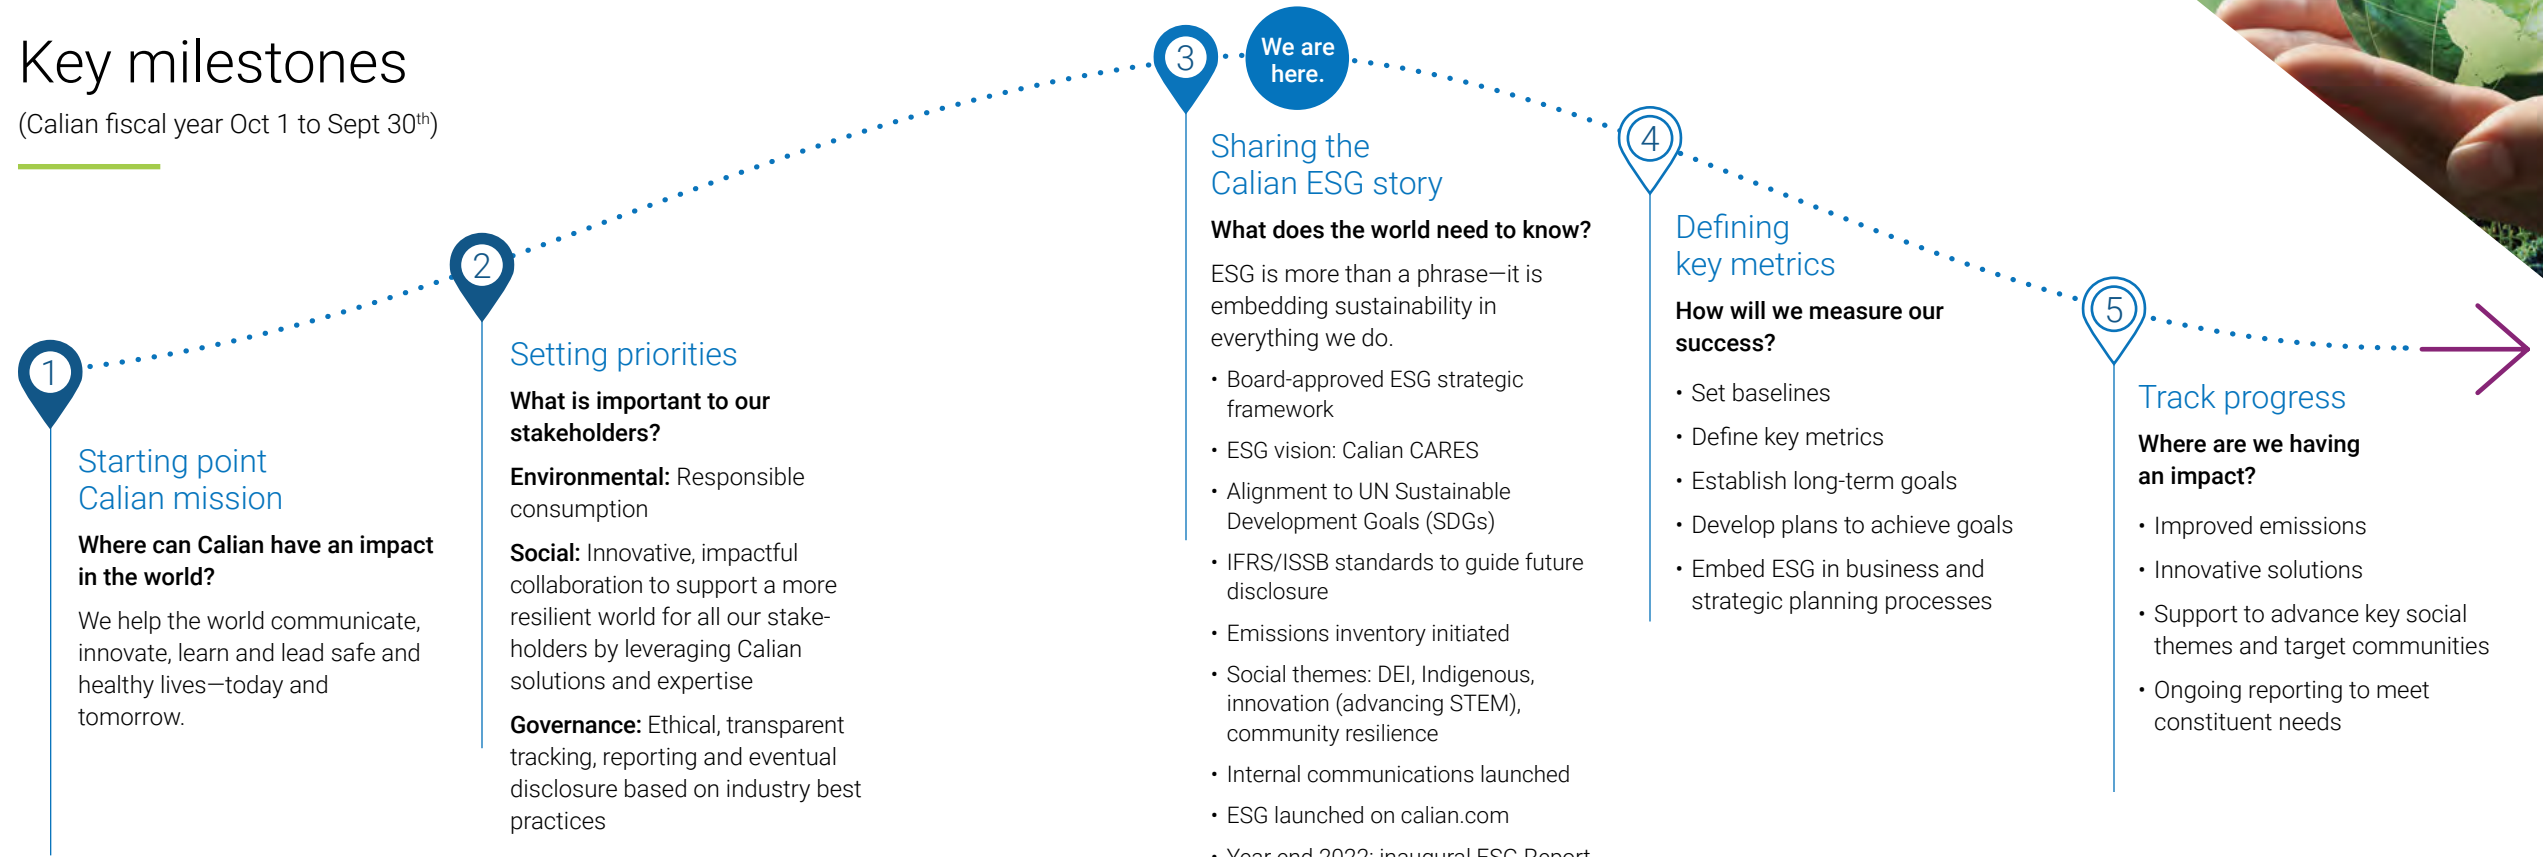 Key milestones
(Calian fiscal year Oct 1 to Sept 30th)
1
Starting point
Calian mission
Where can Calian have an impact
in the world?
We help the world communicate,
innovate, learn and lead safe and
healthy lives—today and
tomorrow.
2
Setting priorities
What is important to our
stakeholders?
Environmental: Responsible
consumption
Social: Innovative, impactful
collaboration to support a more
resilient world for all our stake-
holders by leveraging Calian
solutions and expertise
Governance: Ethical, transparent
tracking, reporting and eventual
disclosure based on industry best
practices
3
We are
here.
Sharing the
Calian ESG story
What does the world need to know?
ESG is more than a phrase—it is
embedding sustainability in
everything we do.
• Board-approved ESG strategic
framework
• ESG vision: Calian CARES
• Alignment to UN Sustainable
Development Goals (SDGs)
• IFRS/ISSB standards to guide future
disclosure
• Emissions inventory initiated
• Social themes: DEI, Indigenous,
innovation (advancing STEM),
community resilience
• Internal communications launched
• ESG launched on calian.com
• Year end 2022: inaugural ESG Report
4
Defining
key metrics
How will we measure our
success?
• Set baselines
• Define key metrics
• Establish long-term goals
• Develop plans to achieve goals
• Embed ESG in business and
strategic planning processes
5
Track progress
Where are we having
an impact?
• Improved emissions
• Innovative solutions
• Support to advance key social
themes and target communities
• Ongoing reporting to meet
constituent needs